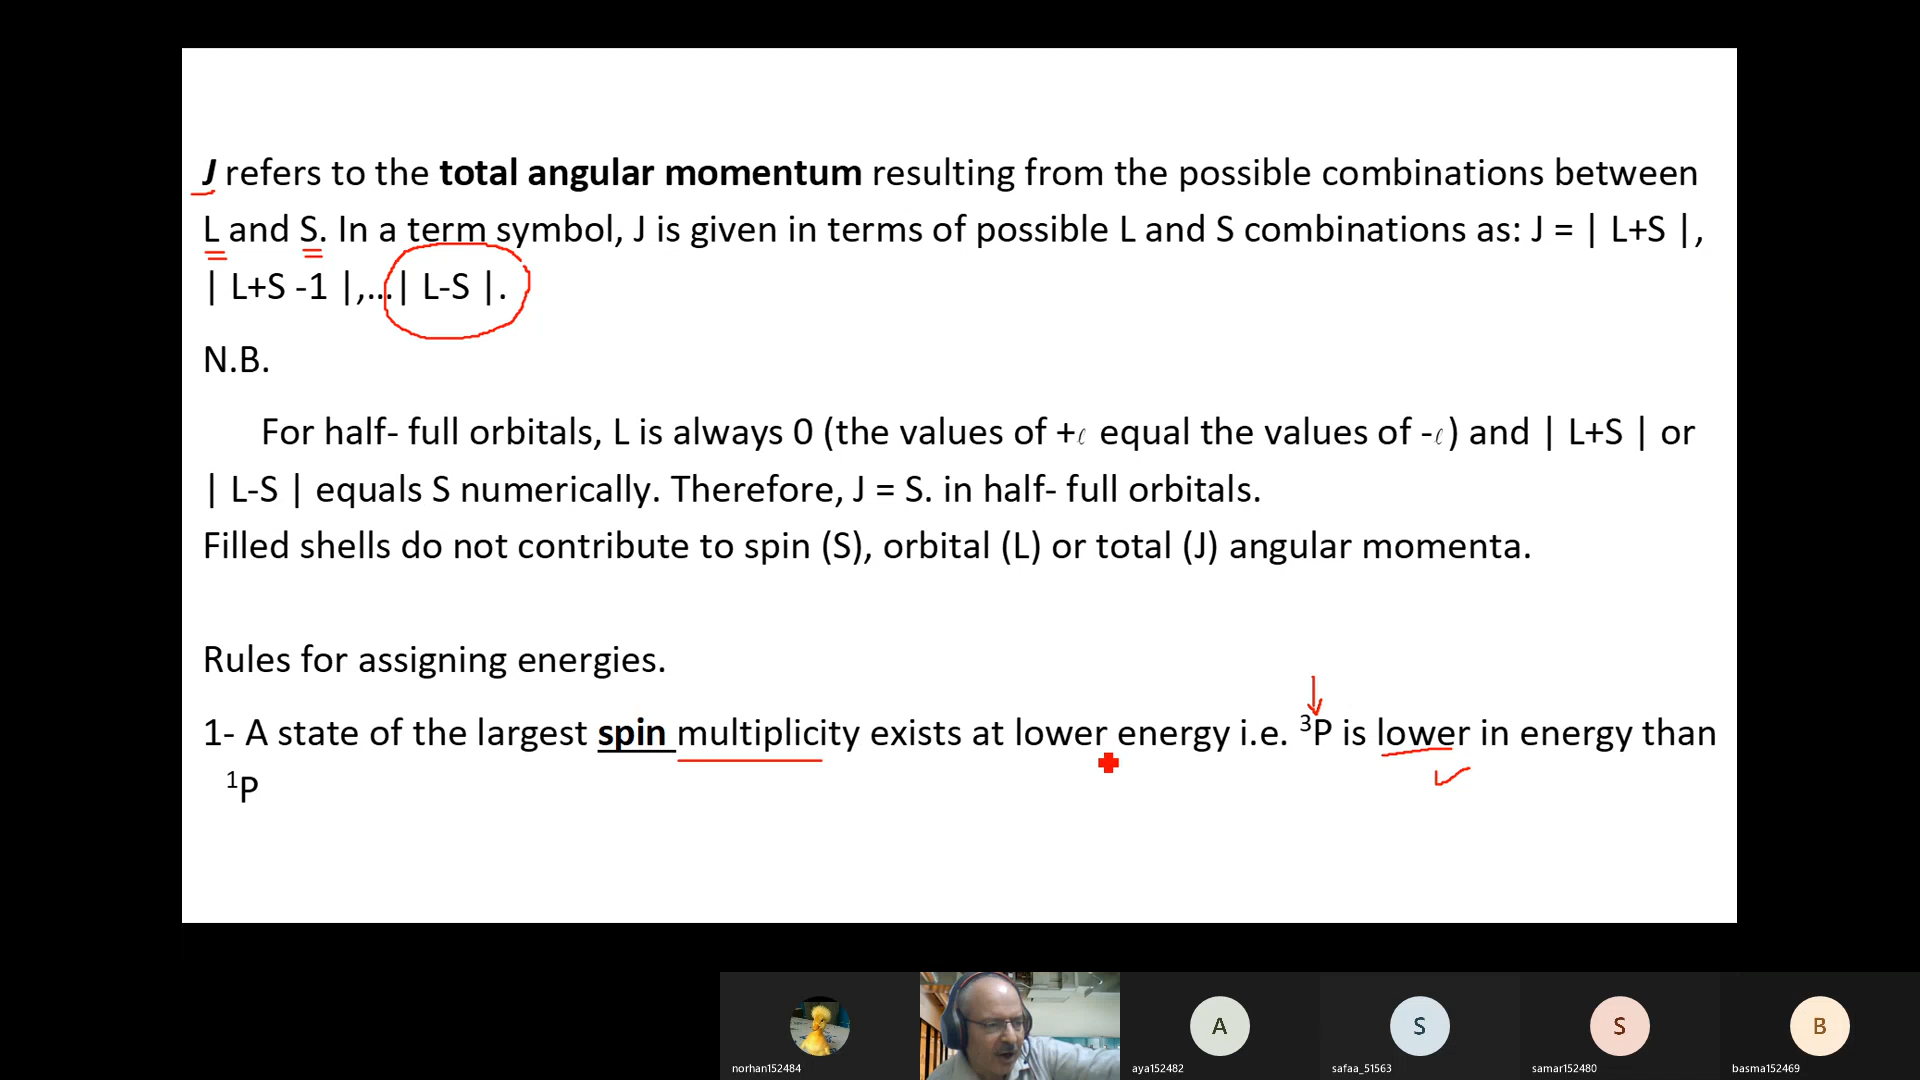 J refers to the total angular momentum resulting from the possible combinations between
L and S. In a term symbol, J is given in terms of possible L and S combinations as: J = | L+S |,
| L+S -1 |,...| L-S |.
N.B.
For half- full orbitals, L is always 0 (the values of +ℓ equal the values of -ℓ) and | L+S | or
| L-S | equals S numerically. Therefore, J = S. in half- full orbitals.
Filled shells do not contribute to spin (S), orbital (L) or total (J) angular momenta.
Rules for assigning energies.
1- A state of the largest spin multiplicity exists at lower energy i.e. ³P is lower in energy than
¹P
A
S
S
B
norhan152484
aya152482
safaa_51563
samar152480
basma152469